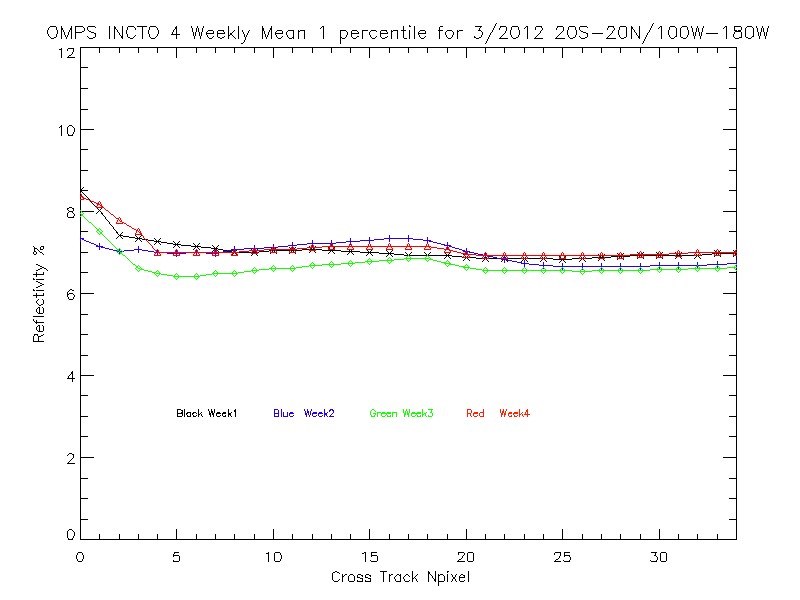 OMPS INCTO 4 Weekly Mean 1 percentile for 3/2012 20S-20N/100W-180W
12
10
8
6
4
2
0
Reflectivity %
Black Week1 Blue Week2 Green Week3 Red Week4
0 5 10 15 20 25 30
Cross Track Npixel